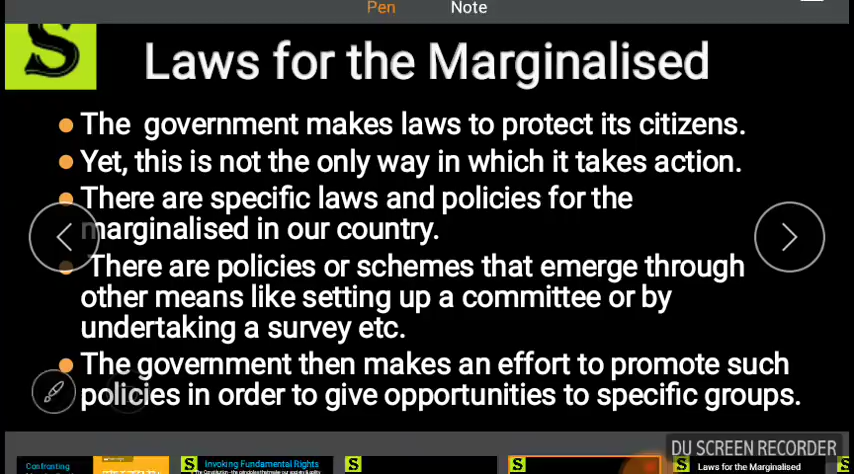 Pen Note
S
Laws for the Marginalised
The government makes laws to protect its citizens.
Yet, this is not the only way in which it takes action.
There are specific laws and policies for the
marginalised in our country.
There are policies or schemes that emerge through
other means like setting up a committee or by
undertaking a survey etc.
The government then makes an effort to promote such
policies in order to give opportunities to specific groups.
DU SCREEN RECORDER
Confronting
S Invoking Fundamental Rights
S
S
S Laws for the Marginalised
S